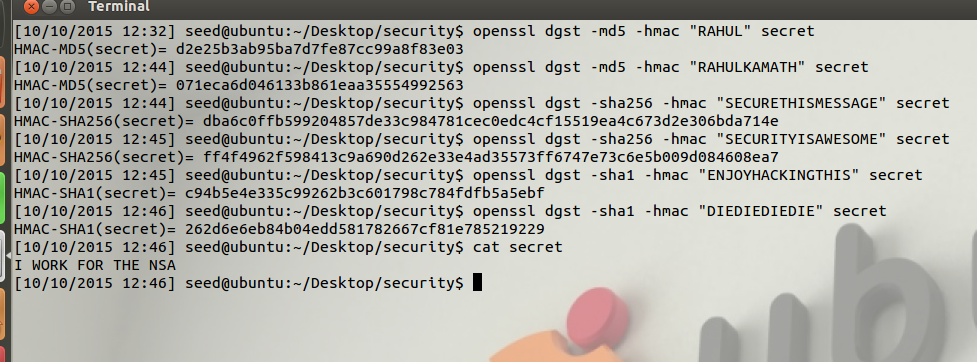 Terminal
[10/10/2015 12:32] seed@ubuntu:~/Desktop/security$ openssl dgst -md5 -hmac "RAHUL" secret
HMAC-MD5(secret)= d2e25b3ab95ba7d7fe87cc99a8f83e03
[10/10/2015 12:44] seed@ubuntu:~/Desktop/security$ openssl dgst -md5 -hmac "RAHULKAMATH" secret
HMAC-MD5(secret)= 071eca6d046133b861eaa35554992563
[10/10/2015 12:44] seed@ubuntu:~/Desktop/security$ openssl dgst -sha256 -hmac "SECURETHISMESSAGE" secret
HMAC-SHA256(secret)= dba6c0ffb599204857de33c984781cec0edc4cf15519ea4c673d2e306bda714e
[10/10/2015 12:45] seed@ubuntu:~/Desktop/security$ openssl dgst -sha256 -hmac "SECURITYISAWESOME" secret
HMAC-SHA256(secret)= ff4f4962f598413c9a690d262e33e4ad35573ff6747e73c6e5b009d084608ea7
[10/10/2015 12:45] seed@ubuntu:~/Desktop/security$ openssl dgst -sha1 -hmac "ENJOYHACKINGTHIS" secret
HMAC-SHA1(secret)= c94b5e4e335c99262b3c601798c784fdfb5a5ebf
[10/10/2015 12:46] seed@ubuntu:~/Desktop/security$ openssl dgst -sha1 -hmac "DIEDIEDIEDIE" secret
HMAC-SHA1(secret)= 262d6e6eb84b04edd581782667cf81e785219229
[10/10/2015 12:46] seed@ubuntu:~/Desktop/security$ cat secret
I WORK FOR THE NSA
[10/10/2015 12:46] seed@ubuntu:~/Desktop/security$
ub